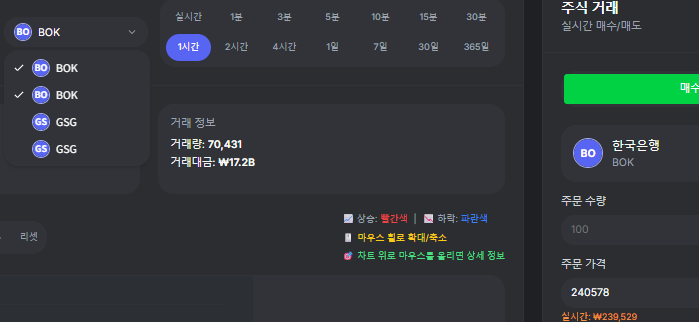 BO BOK
BO BOK
BO BOK
GS GSG
GS GSG
실시간 1분 3분 5분 10분 15분 30분
1시간 2시간 4시간 1일 7일 30일 365일
거래 정보
거래량: 70,431
거래대금: ₩17.2B
리셋
상승: 빨간색 | 하락: 파란색
마우스 휠로 확대/축소
차트 위로 마우스를 올리면 상세 정보
주식 거래
실시간 매수/매도
매수
BO 한국은행
BOK
주문 수량
100
주문 가격
240578
실시간: ₩239,529